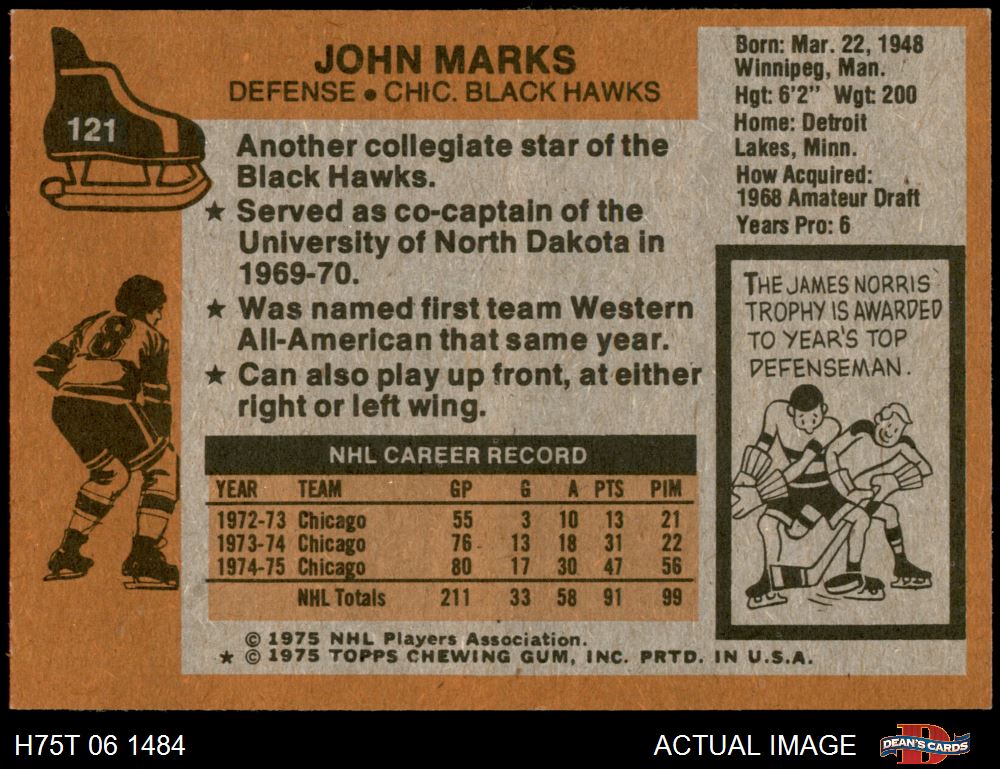 121
JOHN MARKS
DEFENSE • CHIC. BLACK HAWKS
Another collegiate star of the
Black Hawks.
★ Served as co-captain of the
University of North Dakota in
1969-70.
★ Was named first team Western
All-American that same year.
★ Can also play up front, at either
right or left wing.
8
NHL CAREER RECORD
YEAR TEAM GP G A PTS PIM
1972-73 Chicago 55 3 10 13 21
1973-74 Chicago 76 13 18 31 22
1974-75 Chicago 80 17 30 47 56
NHL Totals 211 33 58 91 99
© 1975 NHL Players Association.
★ © 1975 TOPPS CHEWING GUM, INC. PRTD. IN U.S.A.
Born: Mar. 22, 1948
Winnipeg, Man.
Hgt: 6'2" Wgt: 200
Home: Detroit
Lakes, Minn.
How Acquired:
1968 Amateur Draft
Years Pro: 6
THE JAMES NORRIS
TROPHY IS AWARDED
TO YEAR'S TOP
DEFENSEMAN.
H75T 06 1484
ACTUAL IMAGE
D
DEAN'S CARDS